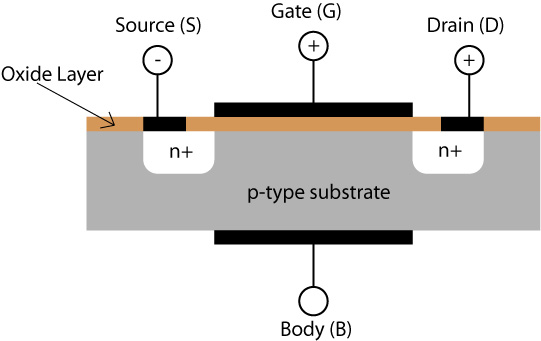 Gate (G)
Source (S)
Drain (D)
+
-
+
Oxide Layer
n+
n+
p-type substrate
Body (B)